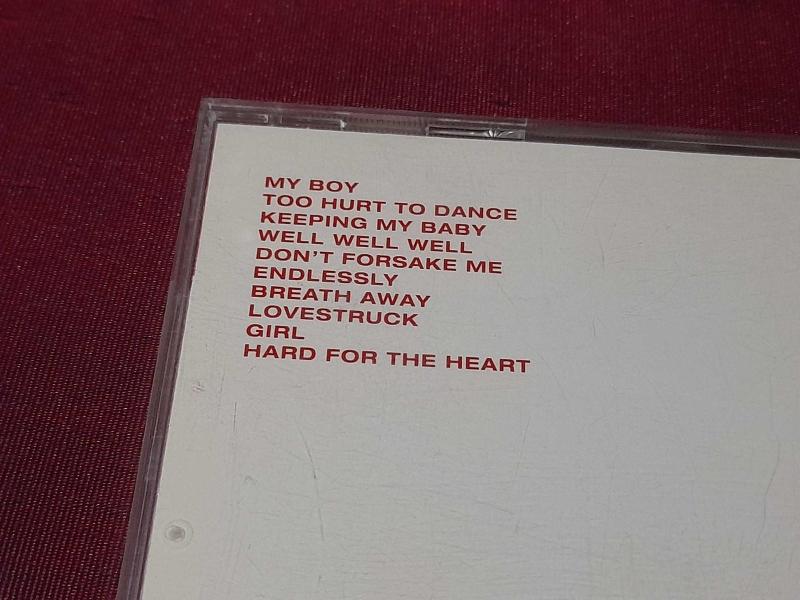 MY BOY
TOO HURT TO DANCE
KEEPING MY BABY
WELL WELL WELL
DON'T FORSAKE ME
ENDLESSLY
BREATH AWAY
LOVESTRUCK
GIRL
HARD FOR THE HEART